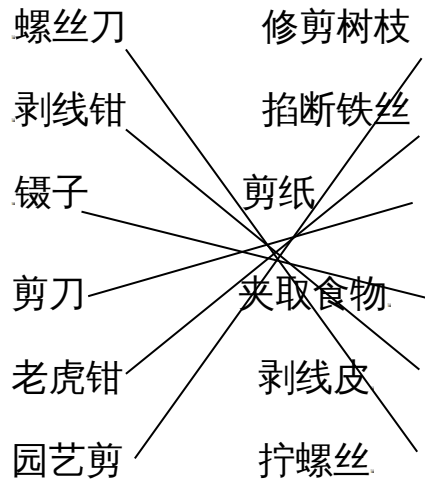 螺丝刀 修剪树枝
剥线钳 掐断铁丝
镊子 剪纸
剪刀 夹取食物
老虎钳 剥线皮
园艺剪 拧螺丝